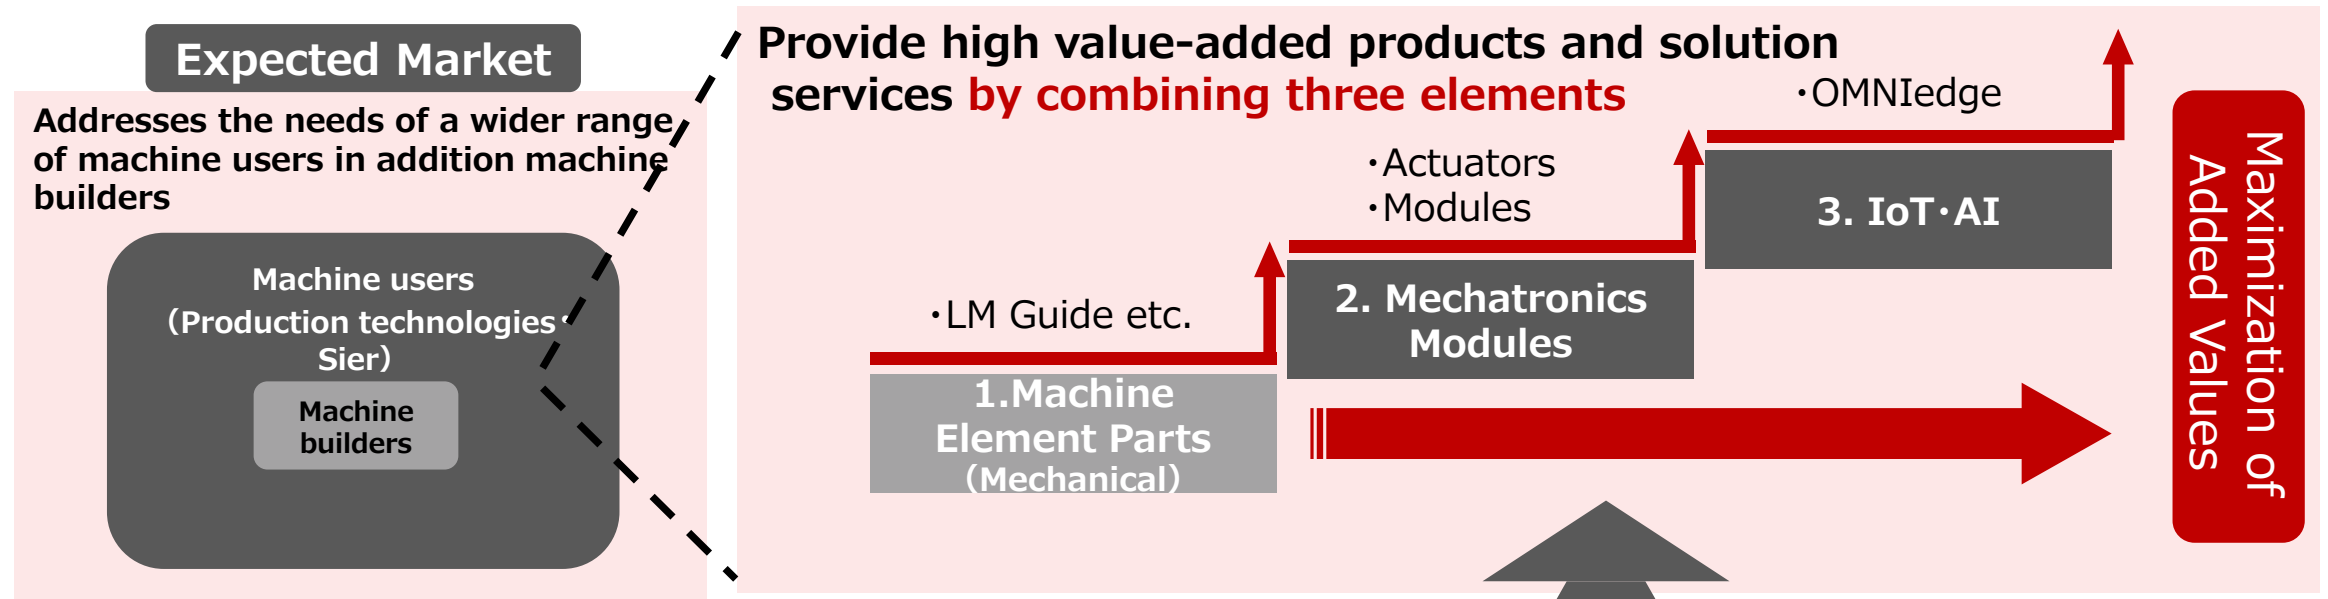 Expected Market
Addresses the needs of a wider range
of machine users in addition machine
builders
Machine users
（Production technologies・
Sier）
Machine
builders
Provide high value-added products and solution
services by combining three elements
・LM Guide etc.
1.Machine
Element Parts
（Mechanical）
・Actuators
・Modules
2. Mechatronics
Modules
・OMNIedge
3. IoT・AI
Maximization of
Added Values